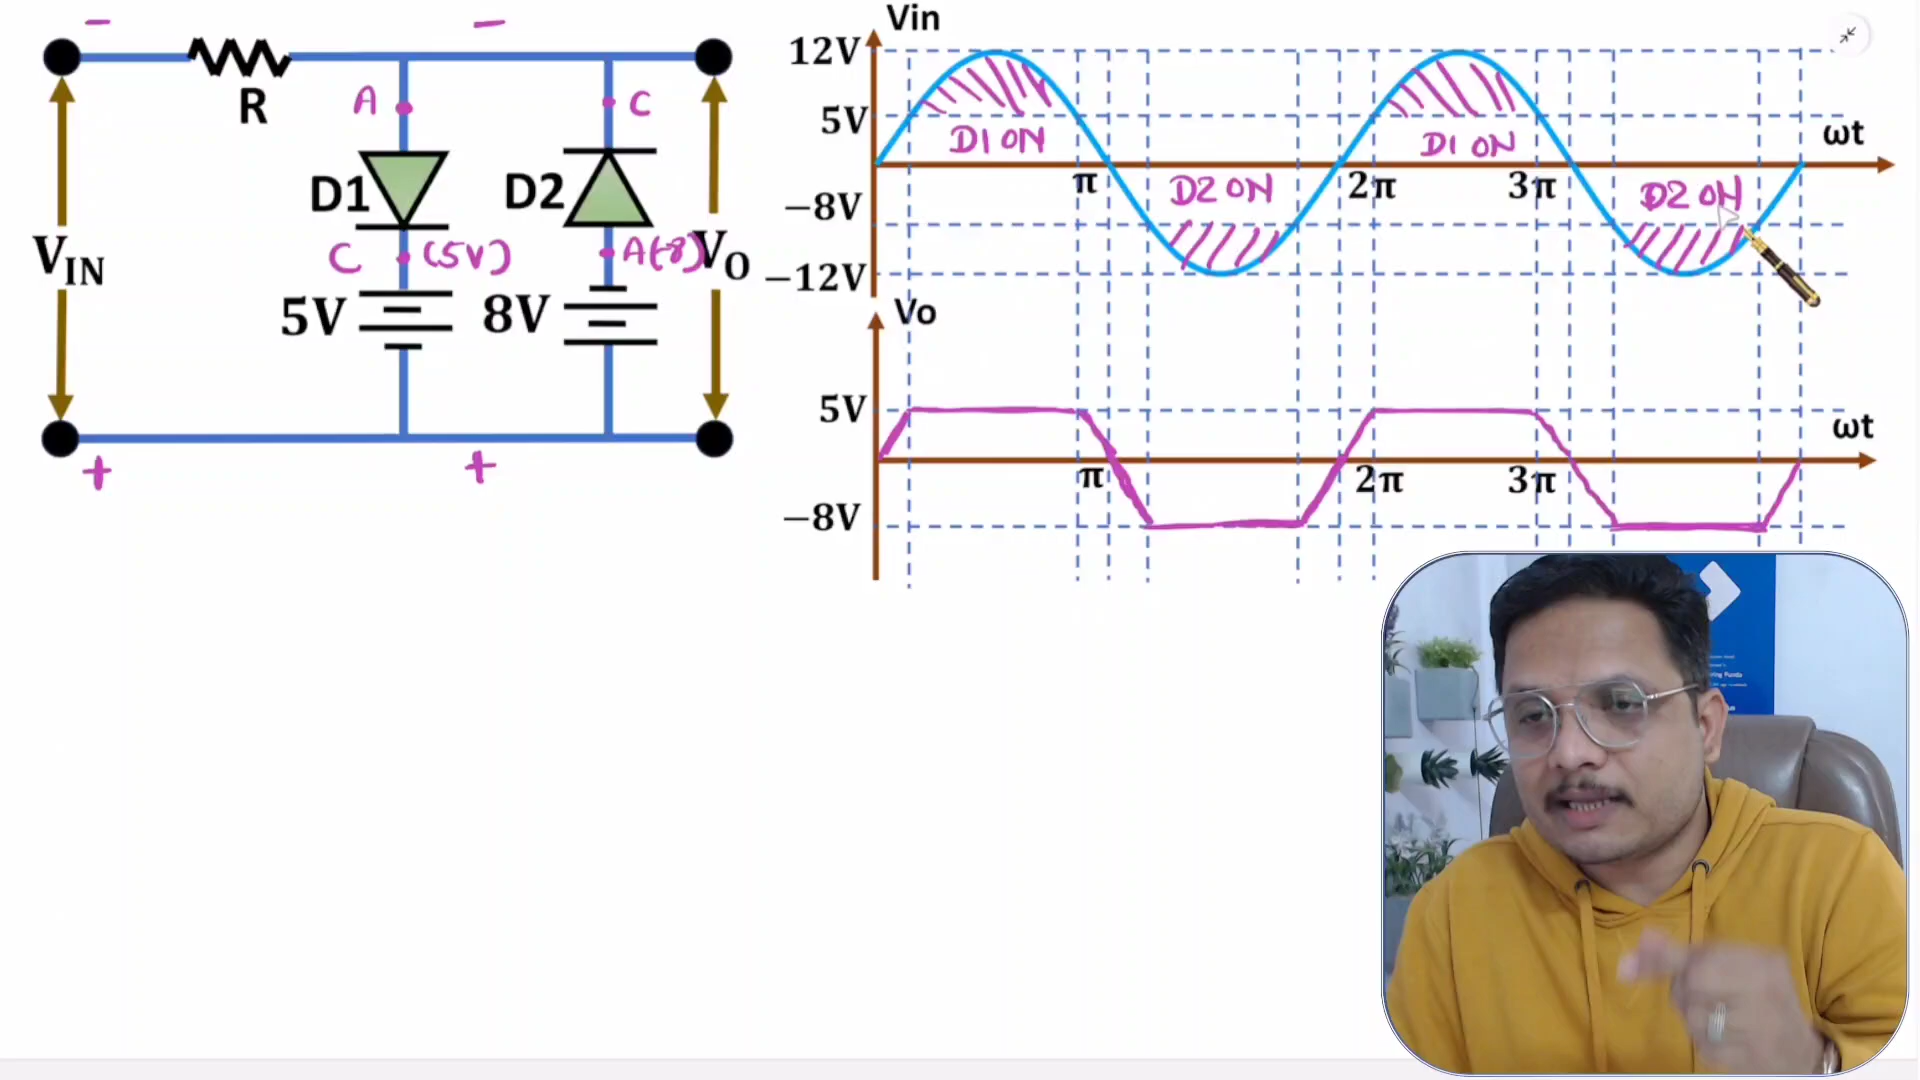 −
−
R
A
C
D1
D2
V_IN
C
(5V)
A(-8)
V_O
5V
8V
+
+
Vin
12V
5V
−8V
−12V
D1 ON
D1 ON
ωt
π
D2 ON
2π
3π
D2 ON
Vo
5V
−8V
ωt
π
2π
3π